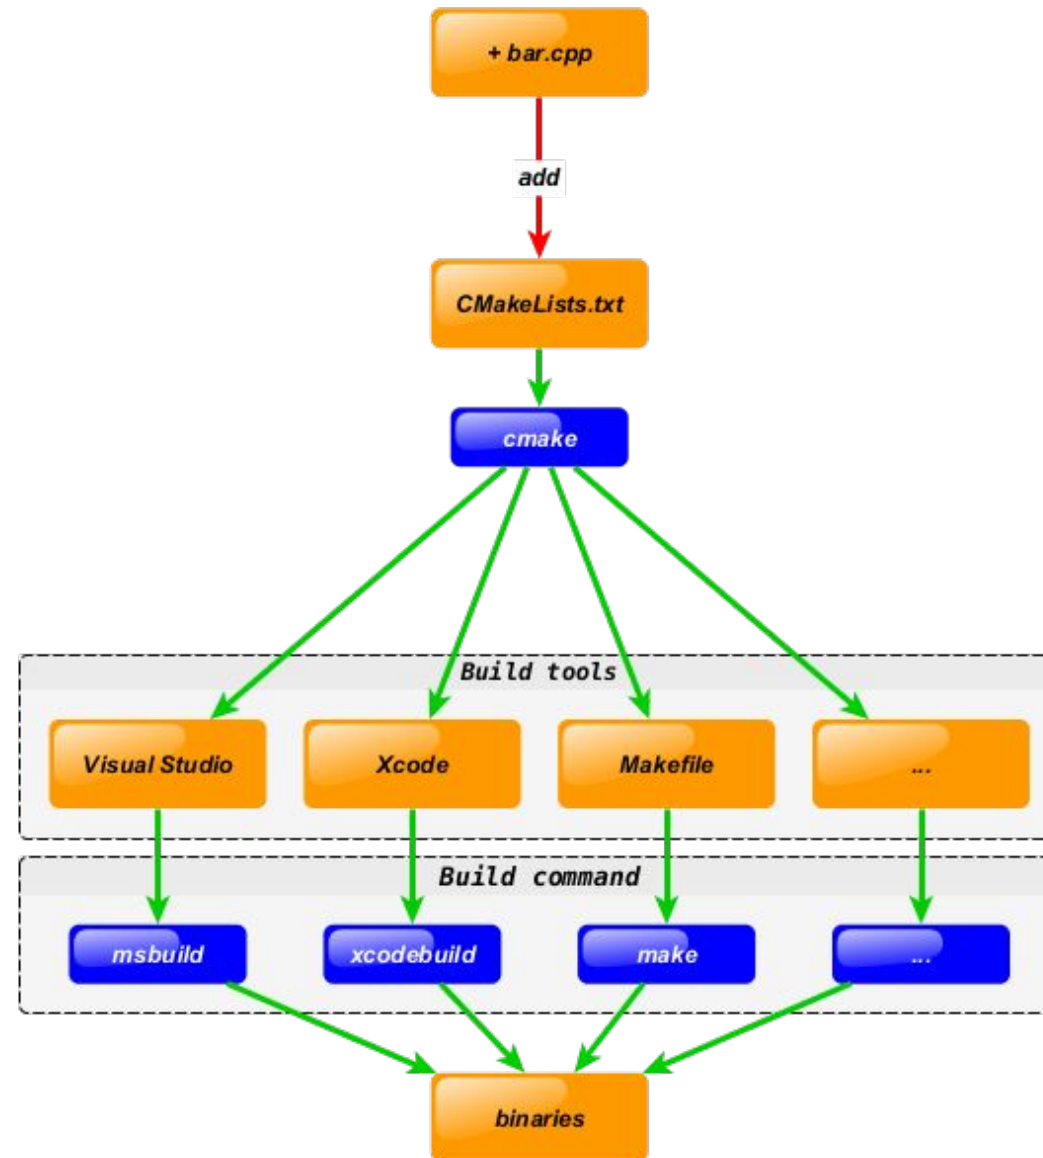 + bar.cpp
add
CMakeLists.txt
cmake
Build tools
Visual Studio
Xcode
Makefile
...
Build command
msbuild
xcodebuild
make
...
binaries